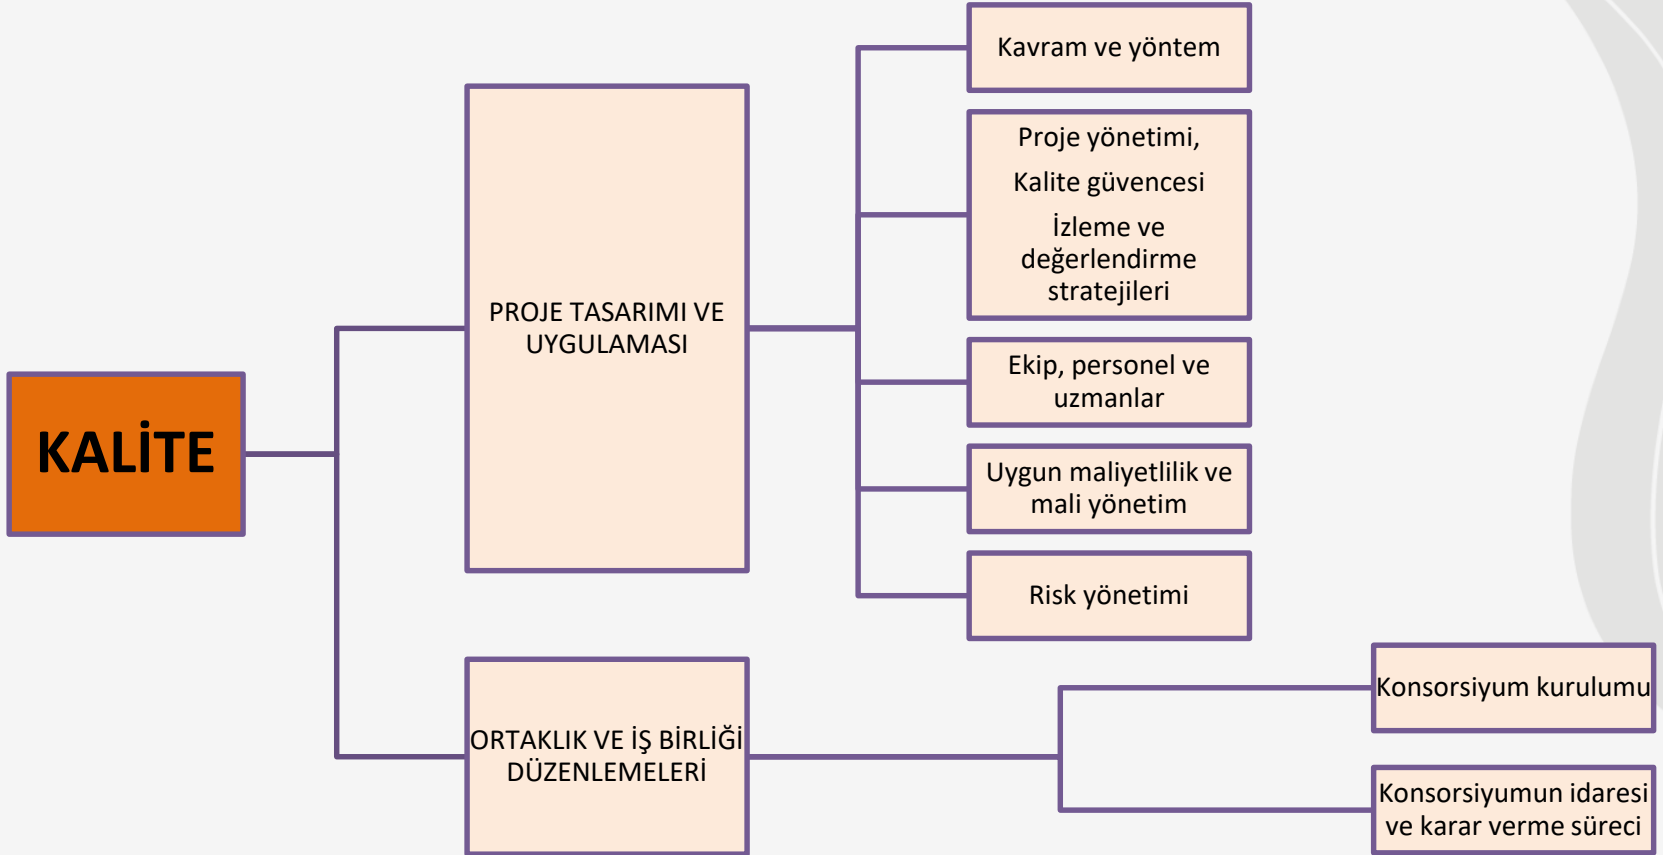 KALİTE
PROJE TASARIMI VE
UYGULAMASI
Kavram ve yöntem
Proje yönetimi,
Kalite güvencesi
İzleme ve
değerlendirme
stratejileri
Ekip, personel ve
uzmanlar
Uygun maliyetlilik ve
mali yönetim
Risk yönetimi
ORTAKLIK VE İŞ BİRLİĞİ
DÜZENLEMELERİ
Konsorsiyum kurulumu
Konsorsiyumun idaresi
ve karar verme süreci